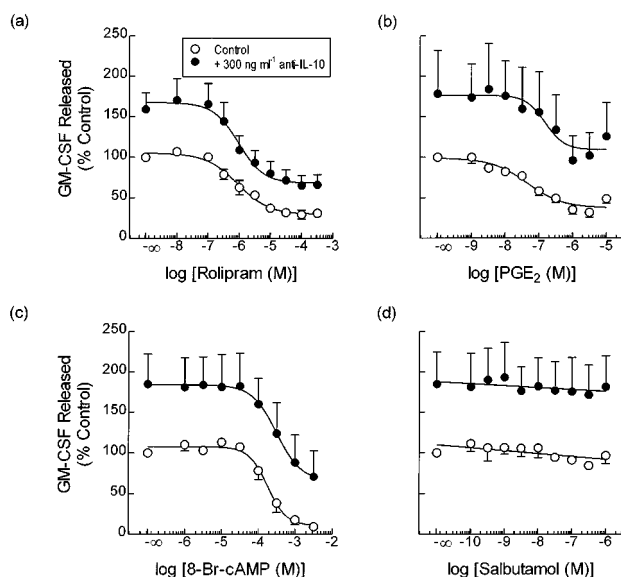 (a)
(b)
Control
+ 300 ng ml⁻¹ anti-IL-10
250
200
150
100
50
0
GM-CSF Released
(% Control)
-∞ -8 -7 -6 -5 -4 -3
-∞ -9 -8 -7 -6 -5
log [Rolipram (M)]
log [PGE₂ (M)]
(c)
(d)
250
200
150
100
50
0
GM-CSF Released
(% Control)
-∞ -6 -5 -4 -3 -2
-∞ -10 -9 -8 -7 -6
log [8-Br-cAMP (M)]
log [Salbutamol (M)]